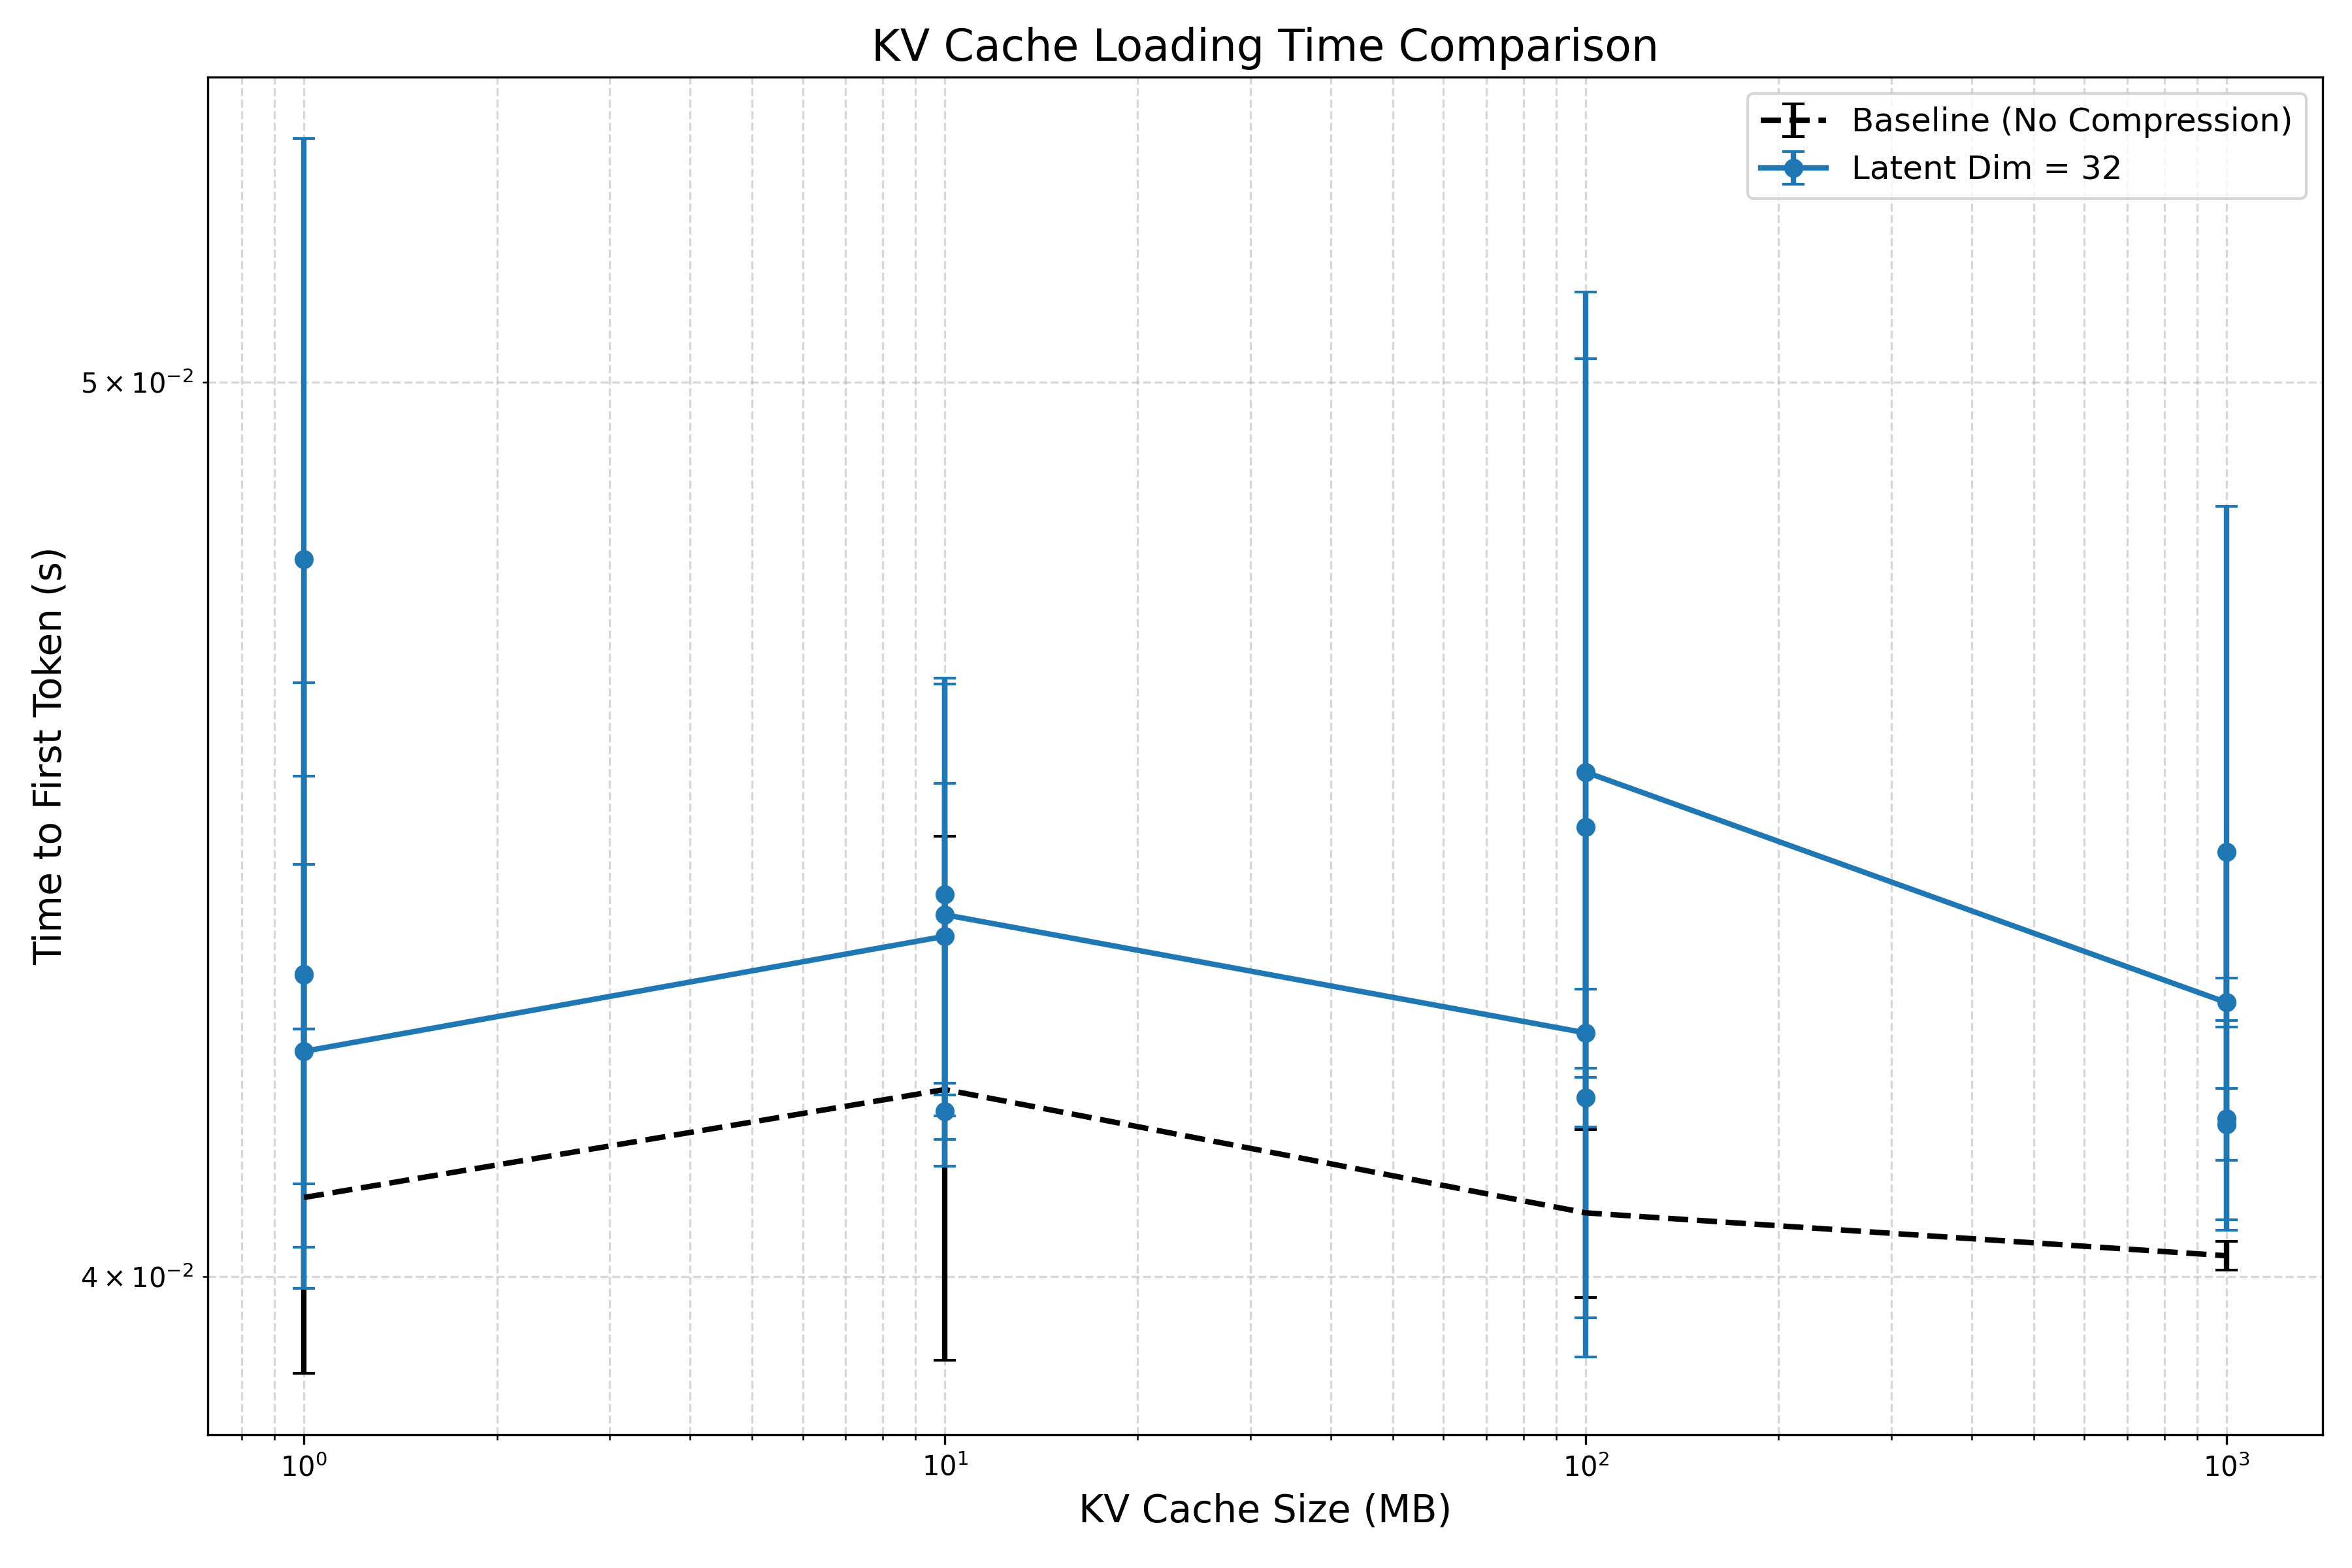 KV Cache Loading Time Comparison
Baseline (No Compression)
Latent Dim = 32
Time to First Token (s)
5 × 10⁻²
4 × 10⁻²
10⁰
10¹
10²
10³
KV Cache Size (MB)